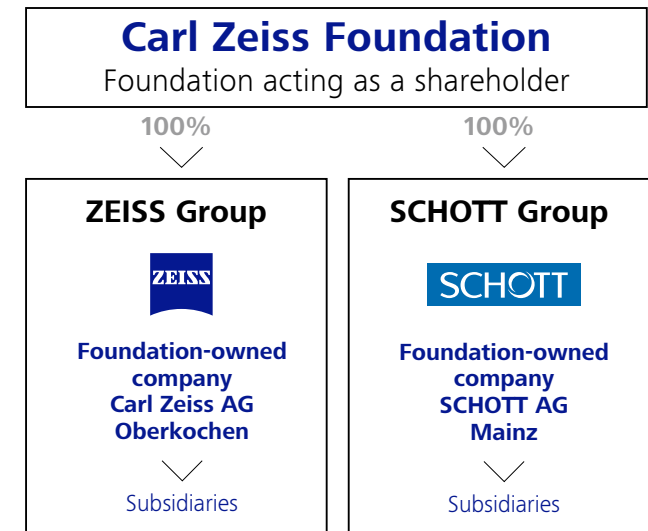 Carl Zeiss Foundation
Foundation acting as a shareholder
100%
100%
ZEISS Group
ZEISS
Foundation-owned
company
Carl Zeiss AG
Oberkochen
Subsidiaries
SCHOTT Group
SCHOTT
Foundation-owned
company
SCHOTT AG
Mainz
Subsidiaries